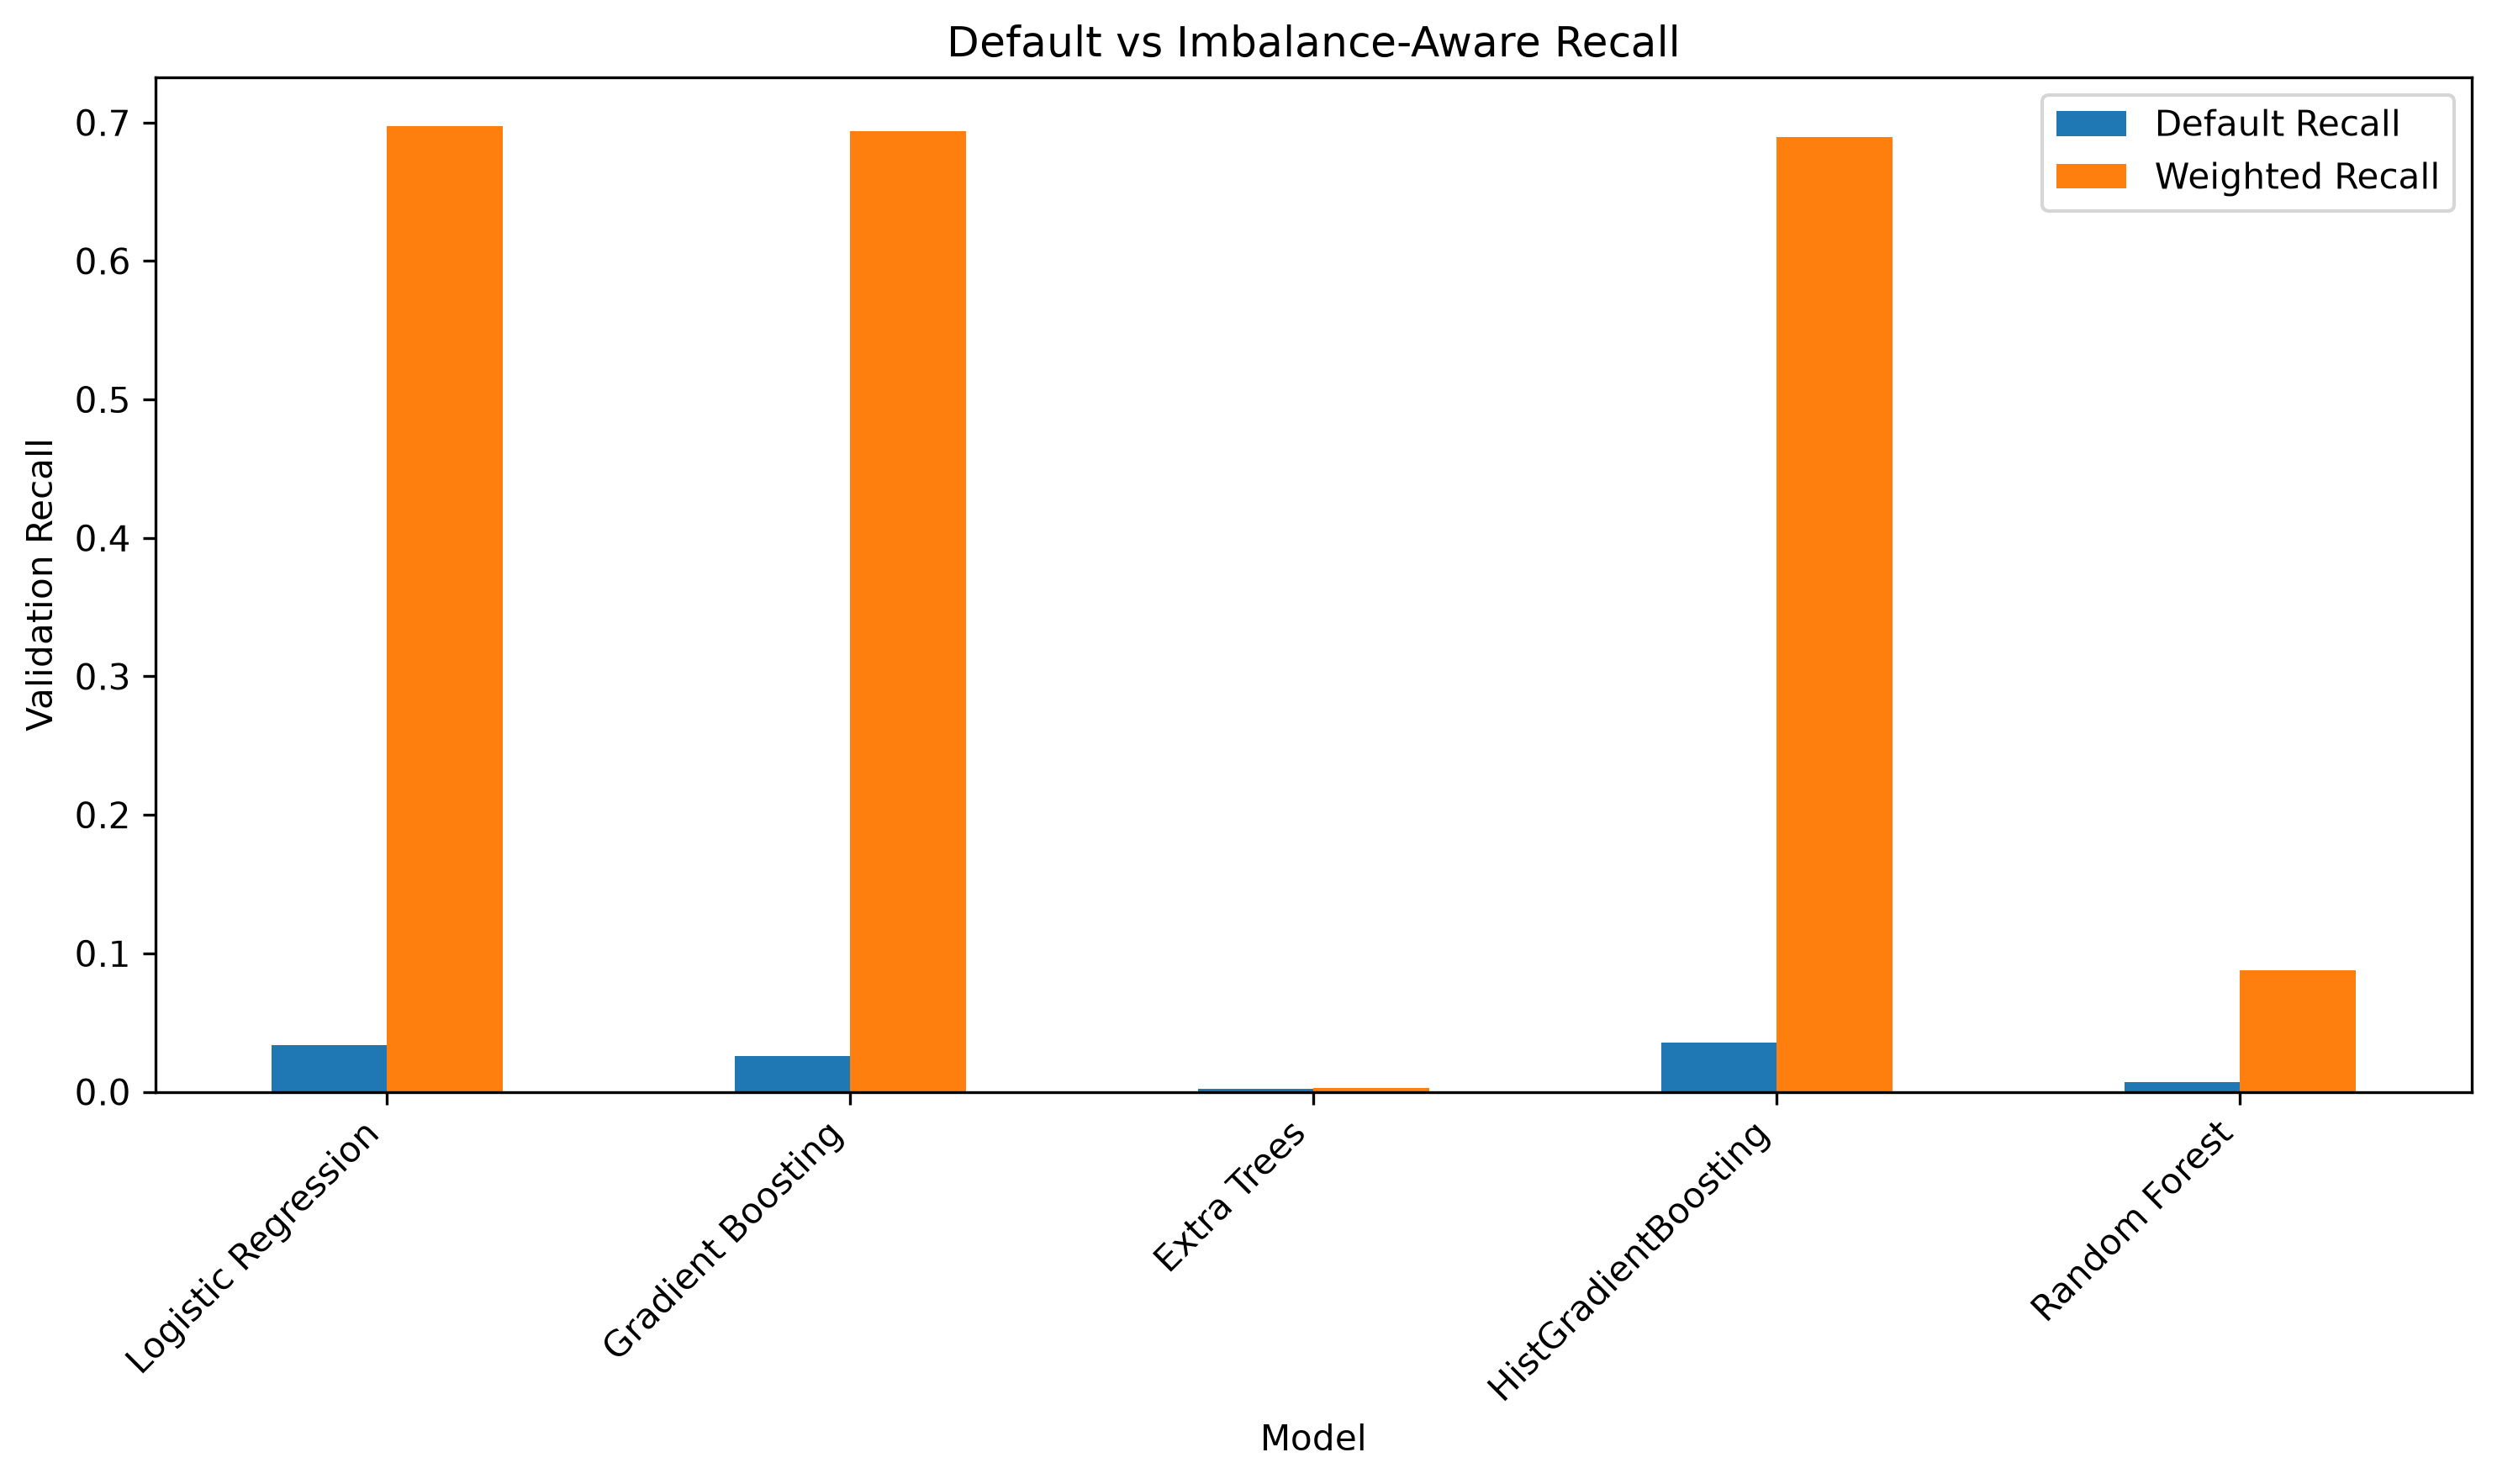 Default vs Imbalance-Aware Recall
Default Recall
Weighted Recall
Validation Recall
0.7
0.6
0.5
0.4
0.3
0.2
0.1
0.0
Logistic Regression
Gradient Boosting
Extra Trees
HistGradientBoosting
Random Forest
Model